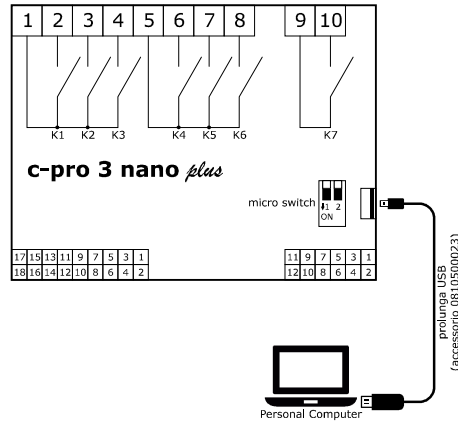 1 2 3 4 5 6 7 8 9 10
K1 K2 K3 K4 K5 K6 K7
c-pro 3 nano plus
micro switch
1 2
ON
17 15 13 11 9 7 5 3 1 11 9 7 5 3 1
18 16 14 12 10 8 6 4 2 12 10 8 6 4 2
prolunga USB
(accessorio 0810500023)
Personal Computer